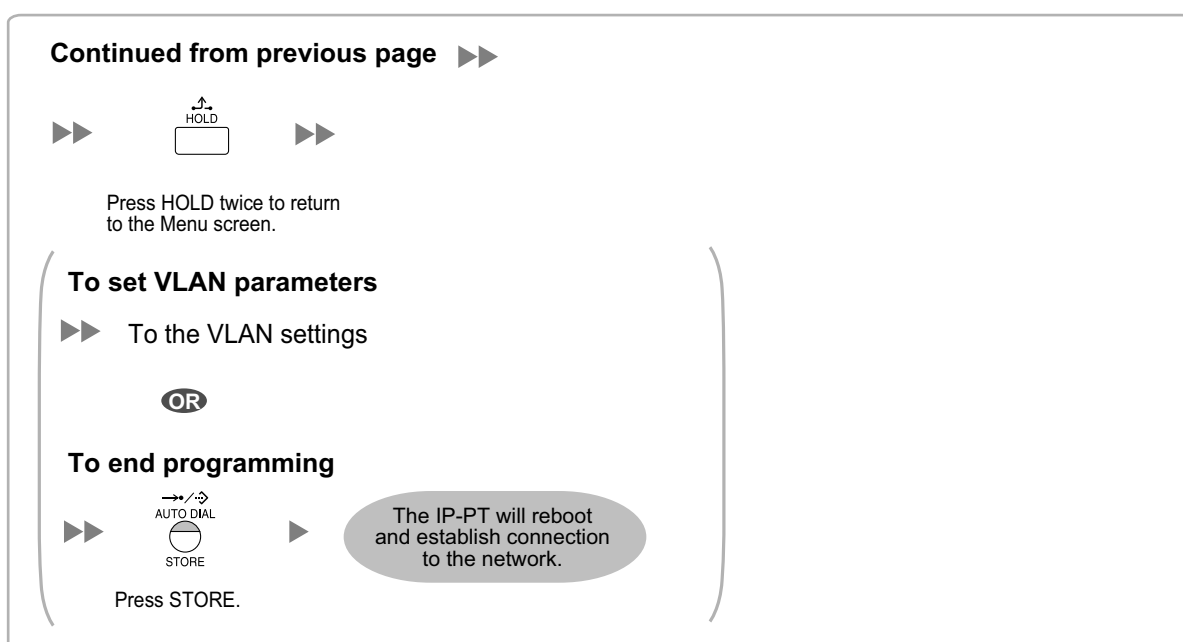 Continued from previous page
HOLD
Press HOLD twice to return
to the Menu screen.
To set VLAN parameters
To the VLAN settings
OR
To end programming
AUTO DIAL
STORE
Press STORE.
The IP-PT will reboot
and establish connection
to the network.